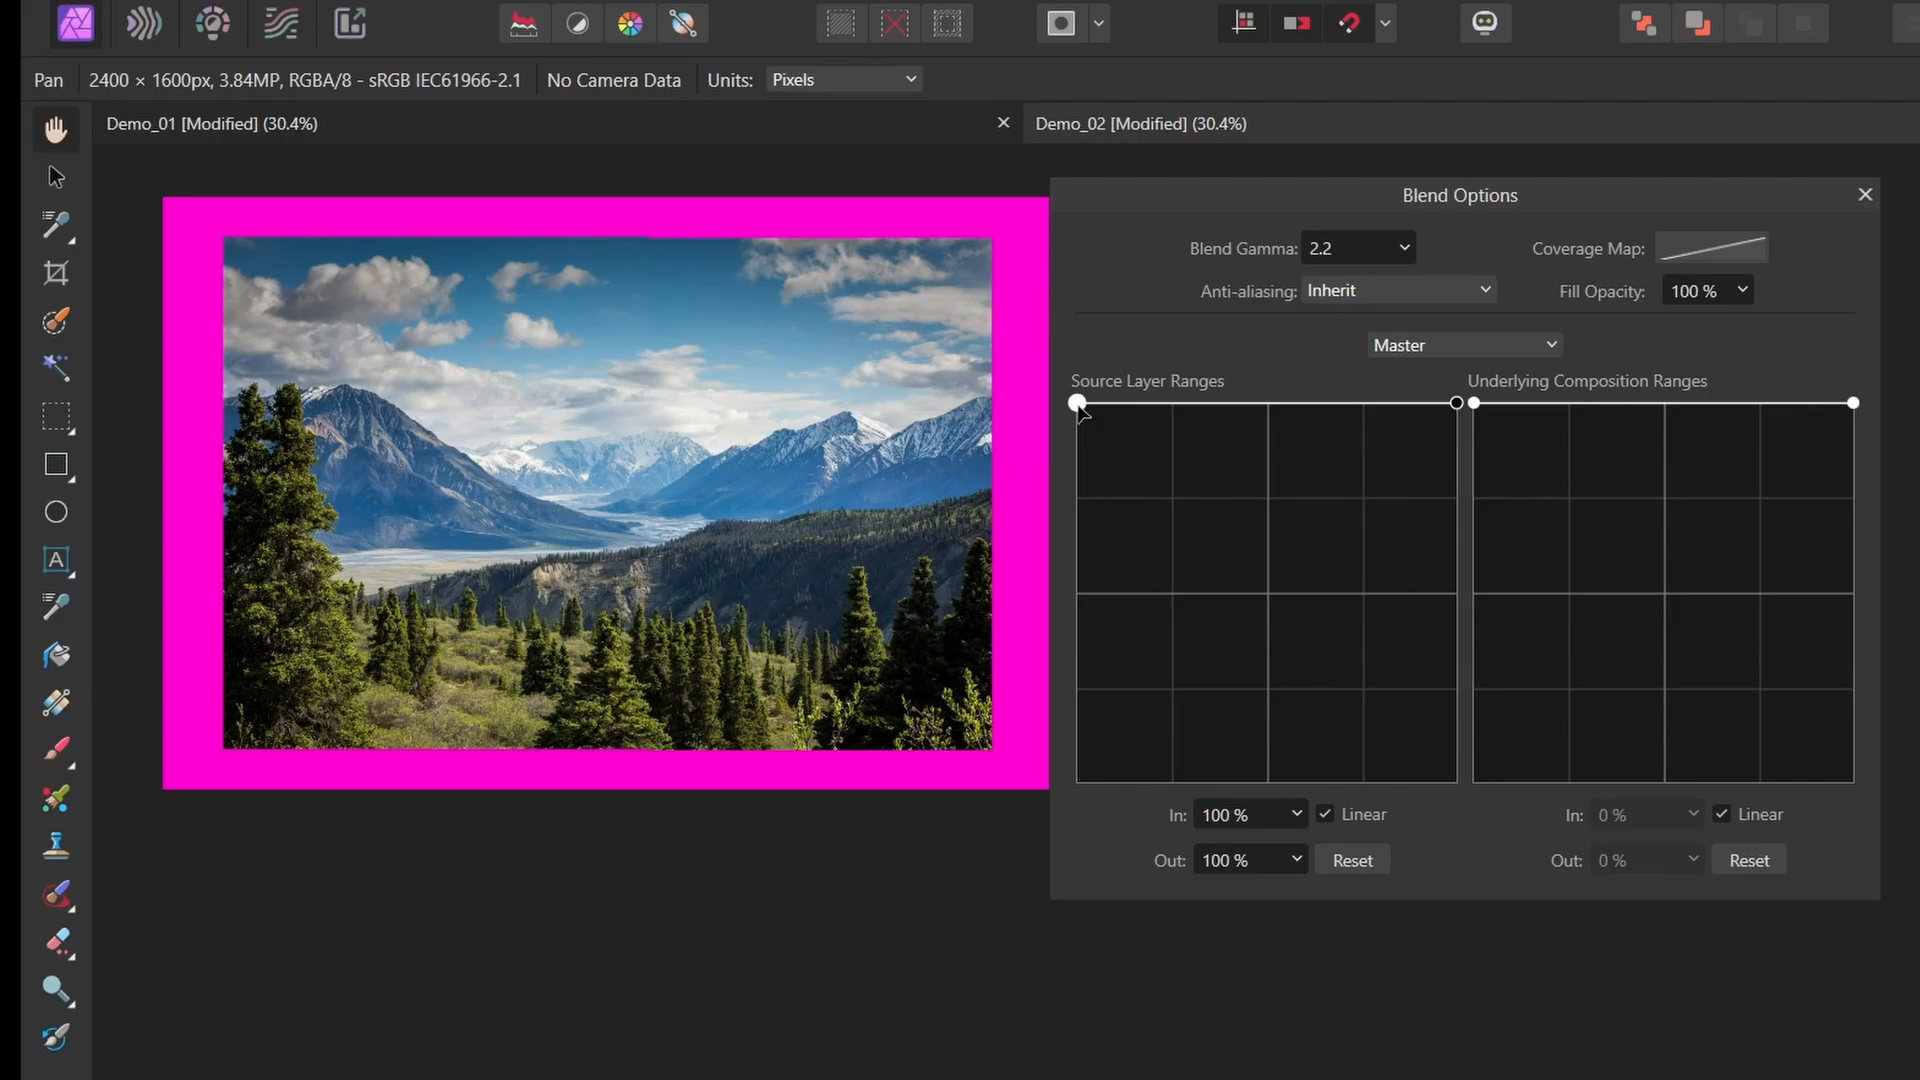 Pan
2400 × 1600px, 3.84MP, RGBA/8 - sRGB IEC61966-2.1
No Camera Data
Units:
Pixels
Demo_01 [Modified] (30.4%)
Demo_02 [Modified] (30.4%)
Blend Options
Blend Gamma:
2.2
Coverage Map:
Anti-aliasing:
Inherit
Fill Opacity:
100 %
Master
Source Layer Ranges
Underlying Composition Ranges
In:
100 %
Linear
In:
0 %
Linear
Out:
100 %
Reset
Out:
0 %
Reset
A